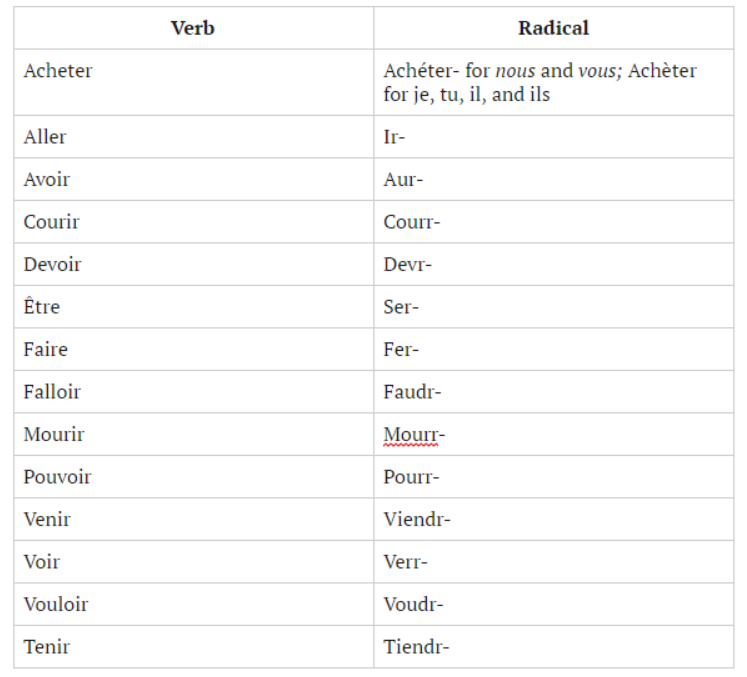 Verb Radical
Acheter Achéter- for nous and vous; Achèter
for je, tu, il, and ils
Aller Ir-
Avoir Aur-
Courir Courr-
Devoir Devr-
Être Ser-
Faire Fer-
Falloir Faudr-
Mourir Mourr-
Pouvoir Pourr-
Venir Viendr-
Voir Verr-
Vouloir Voudr-
Tenir Tiendr-